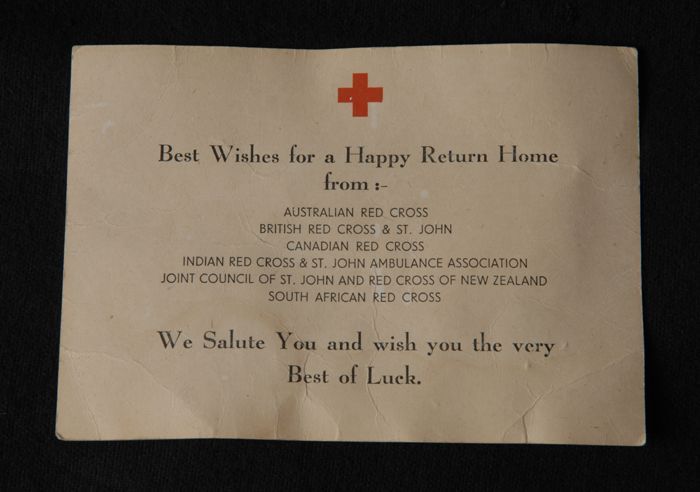 Best Wishes for a Happy Return Home
from :-
AUSTRALIAN RED CROSS
BRITISH RED CROSS & ST. JOHN
CANADIAN RED CROSS
INDIAN RED CROSS & ST. JOHN AMBULANCE ASSOCIATION
JOINT COUNCIL OF ST. JOHN AND RED CROSS OF NEW ZEALAND
SOUTH AFRICAN RED CROSS
We Salute You and wish you the very
Best of Luck.